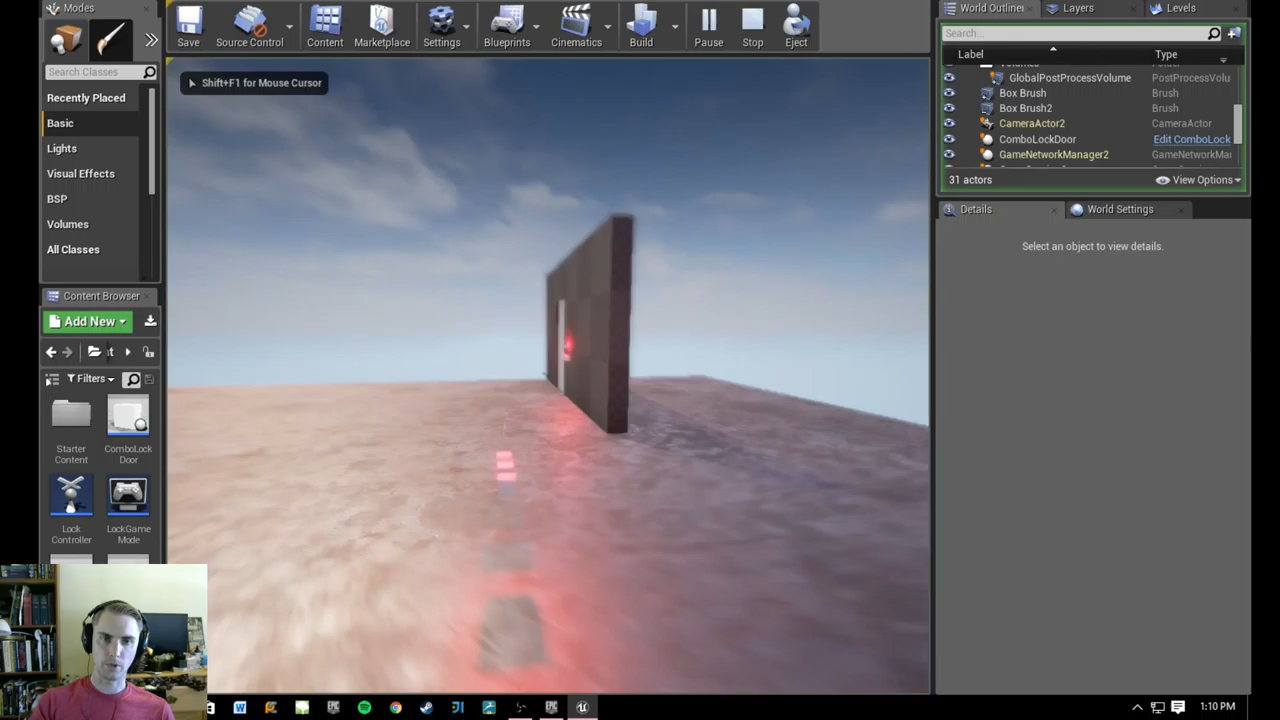 Modes
Search Classes
Recently Placed
Basic
Lights
Visual Effects
BSP
Volumes
All Classes
Save
Source Control
Content
Marketplace
Settings
Blueprints
Cinematics
Build
Pause
Stop
Eject
Shift+F1 for Mouse Cursor
World Outliner
Layers
Levels
Search...
Label
Type
GlobalPostProcessVolume
PostProcessVolu
Box Brush
Brush
Box Brush2
Brush
CameraActor2
CameraActor
ComboLockDoor
Edit ComboLock
GameNetworkManager2
GameNetworkMa
31 actors
View Options
Details
World Settings
Select an object to view details.
Content Browser
Add New
Filters
Starter
Content
ComboLock
Door
Lock
Controller
LockGame
Mode
1:10 PM